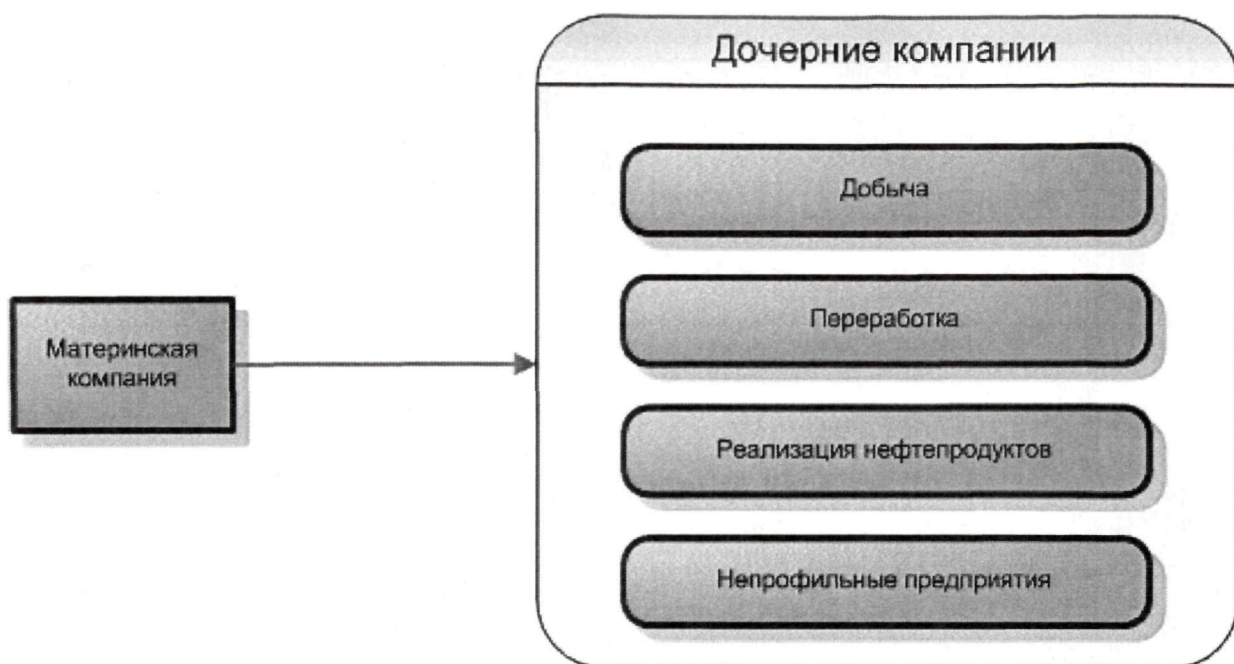 Дочерние компании
Добыча
Переработка
Материнская
компания
Реализация нефтепродуктов
Непрофильные предприятия